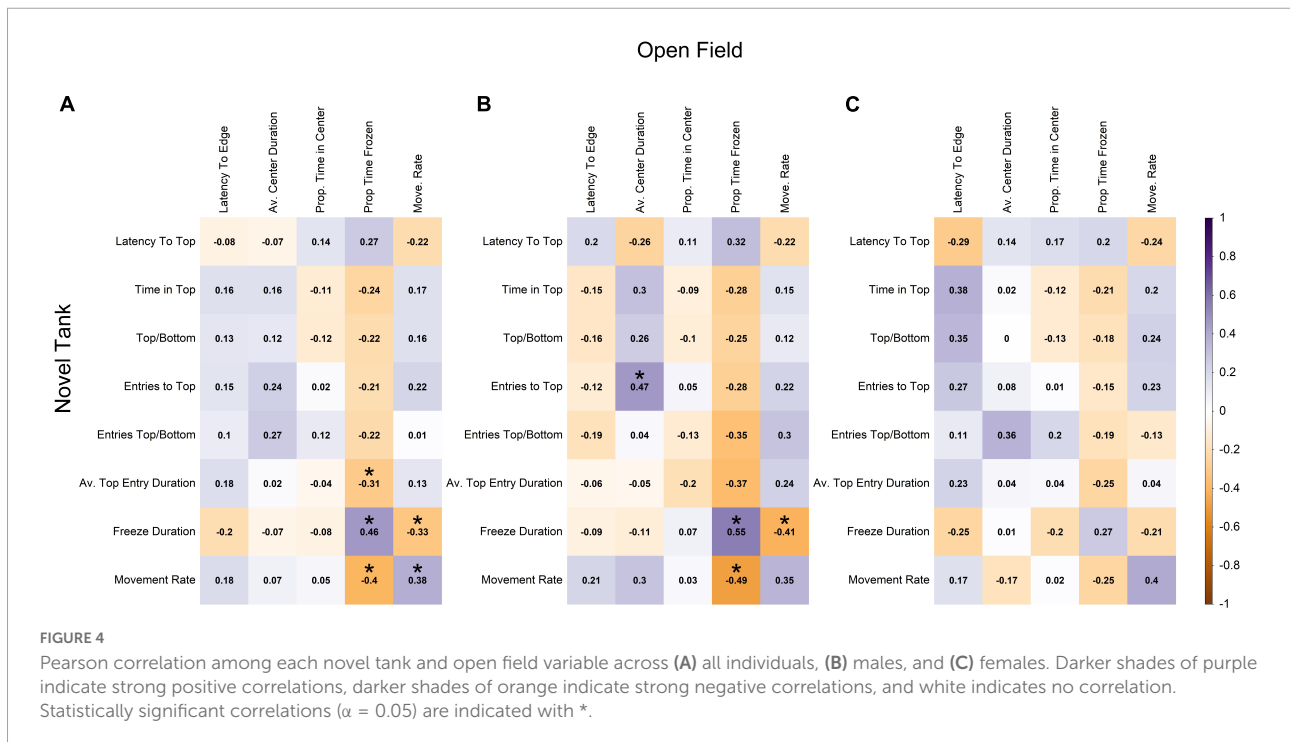 Open Field
A
B
C
Latency To Edge
Av. Center Duration
Prop. Time in Center
Prop Time Frozen
Move. Rate
Latency To Edge
Av. Center Duration
Prop. Time in Center
Prop Time Frozen
Move. Rate
Latency To Edge
Av. Center Duration
Prop. Time in Center
Prop Time Frozen
Move. Rate
Novel Tank
Latency To Top -0.08 -0.07 0.14 0.27 -0.22
Time in Top 0.16 0.16 -0.11 -0.24 0.17
Top/Bottom 0.13 0.12 -0.12 -0.22 0.16
Entries to Top 0.15 0.24 0.02 -0.21 0.22
Entries Top/Bottom 0.1 0.27 0.12 -0.22 0.01
Av. Top Entry Duration 0.18 0.02 -0.04 * -0.31 0.13
Freeze Duration -0.2 -0.07 -0.08 * 0.46 * -0.33
Movement Rate 0.18 0.07 0.05 * -0.4 * 0.38
Latency To Top 0.2 -0.26 0.11 0.32 -0.22
Time in Top -0.15 0.3 -0.09 -0.28 0.15
Top/Bottom -0.16 0.26 -0.1 -0.25 0.12
Entries to Top -0.12 * 0.47 0.05 -0.28 0.22
Entries Top/Bottom -0.19 0.04 -0.13 -0.35 0.3
Av. Top Entry Duration -0.06 -0.05 -0.2 -0.37 0.24
Freeze Duration -0.09 -0.11 0.07 * 0.55 * -0.41
Movement Rate 0.21 0.3 0.03 * -0.49 0.35
Latency To Top -0.29 0.14 0.17 0.2 -0.24
Time in Top 0.38 0.02 -0.12 -0.21 0.2
Top/Bottom 0.35 0 -0.13 -0.18 0.24
Entries to Top 0.27 0.08 0.01 -0.15 0.23
Entries Top/Bottom 0.11 0.36 0.2 -0.19 -0.13
Av. Top Entry Duration 0.23 0.04 0.04 -0.25 0.04
Freeze Duration -0.25 0.01 -0.2 0.27 -0.21
Movement Rate 0.17 -0.17 0.02 -0.25 0.4
1
0.8
0.6
0.4
0.2
0
-0.2
-0.4
-0.6
-0.8
-1
FIGURE 4
Pearson correlation among each novel tank and open field variable across (A) all individuals, (B) males, and (C) females. Darker shades of purple
indicate strong positive correlations, darker shades of orange indicate strong negative correlations, and white indicates no correlation.
Statistically significant correlations (α = 0.05) are indicated with *.